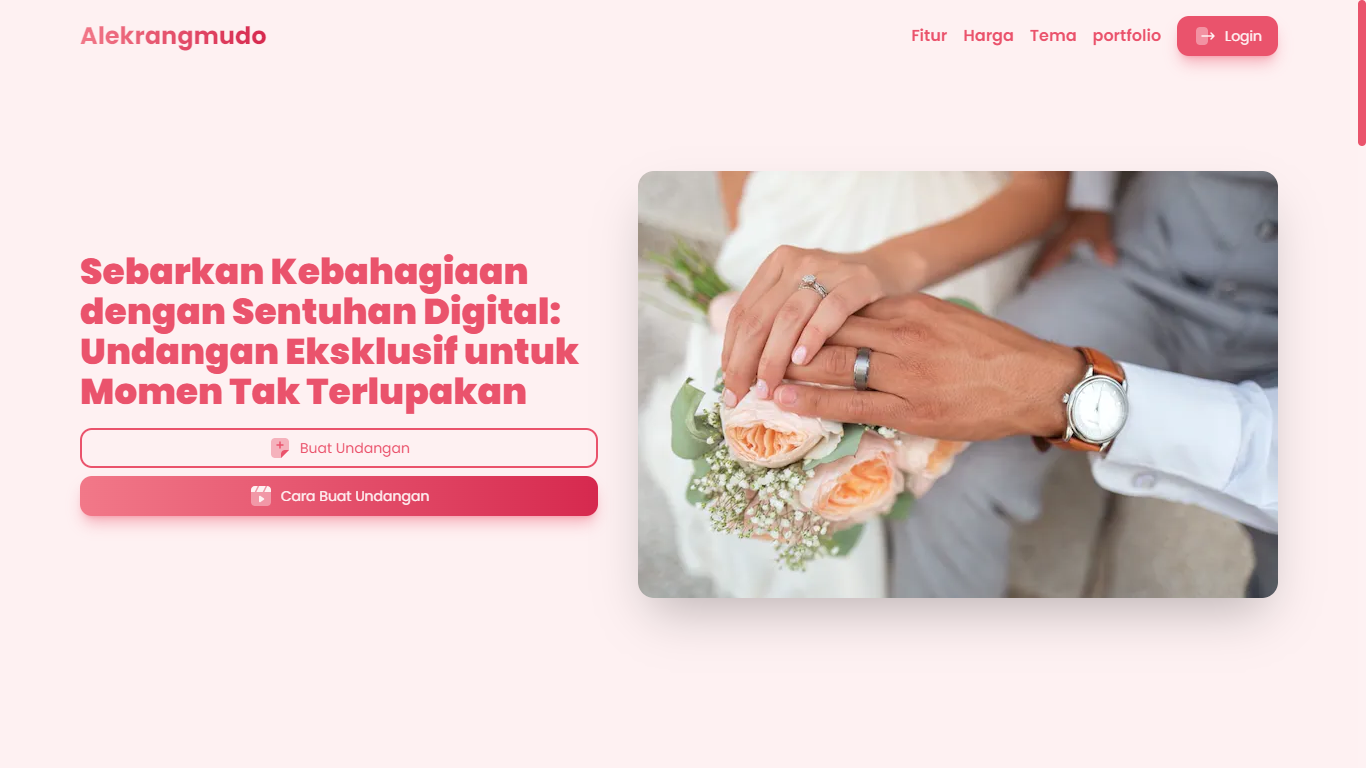 Alekrangmudo
Fitur Harga Tema portfolio Login
Sebarkan Kebahagiaan
dengan Sentuhan Digital:
Undangan Eksklusif untuk
Momen Tak Terlupakan
Buat Undangan
Cara Buat Undangan